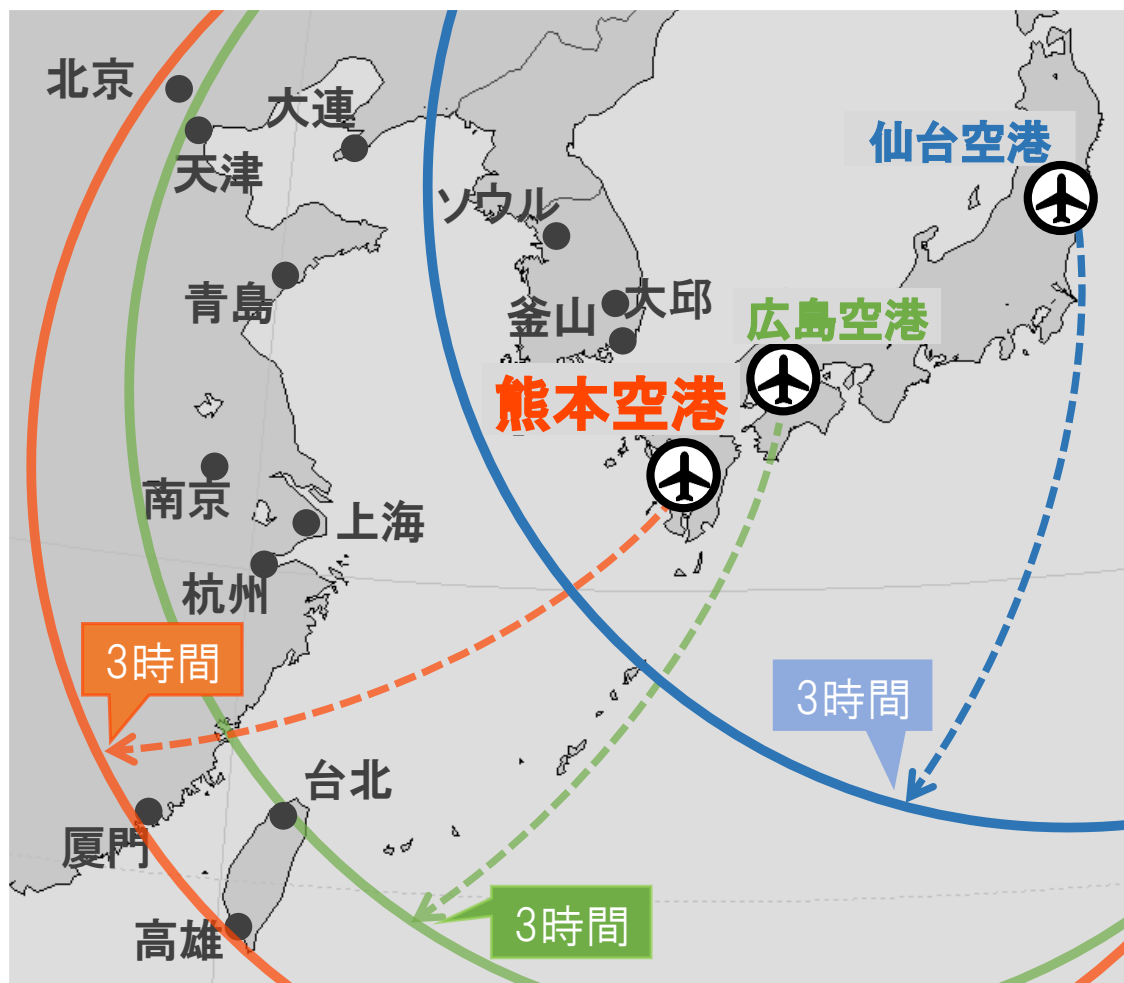 北京
大連
仙台空港
天津
ソウル
青島
釜山
大邱
広島空港
熊本空港
南京
上海
杭州
3時間
3時間
台北
厦門
高雄
3時間